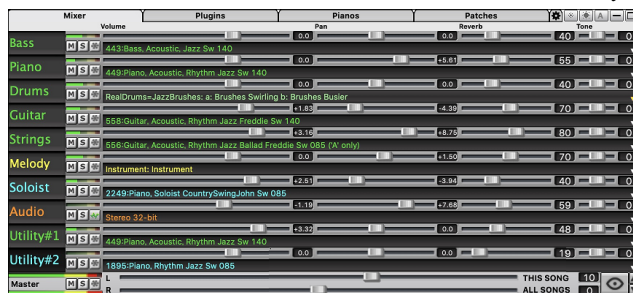 Mixer Plugins Pianos Patches A
Volume Pan Reverb Tone
Bass M S 0.0 0.0 40 0
443:Bass, Acoustic, Jazz Sw 140
Piano M S 0.0 +5.61 55 0
449:Piano, Acoustic, Rhythm Jazz Sw 140
Drums M S 0.0 0.0 40 0
RealDrums=JazzBrushes: a: Brushes Swirling b: Brushes Busier
Guitar M S +1.83 -4.39 70 0
558:Guitar, Acoustic, Rhythm Jazz Freddie Sw 140
Strings M S +3.16 +8.75 80 0
556:Guitar, Acoustic, Rhythm Jazz Ballad Freddie Sw 085 ('A' only)
Melody M S 0.0 +1.50 70 0
Instrument: Instrument
Soloist M S +2.51 -3.94 40 0
2249:Piano, Soloist CountrySwingJohn Sw 085
Audio M S -1.19 +7.68 59 0
Stereo 32-bit
Utility#1 M S +3.32 0.0 48 0
449:Piano, Acoustic, Rhythm Jazz Sw 140
Utility#2 M S 0.0 0.0 19 0
1895:Piano, Rhythm Jazz Sw 085
Master M S L THIS SONG 10
R ALL SONGS 0